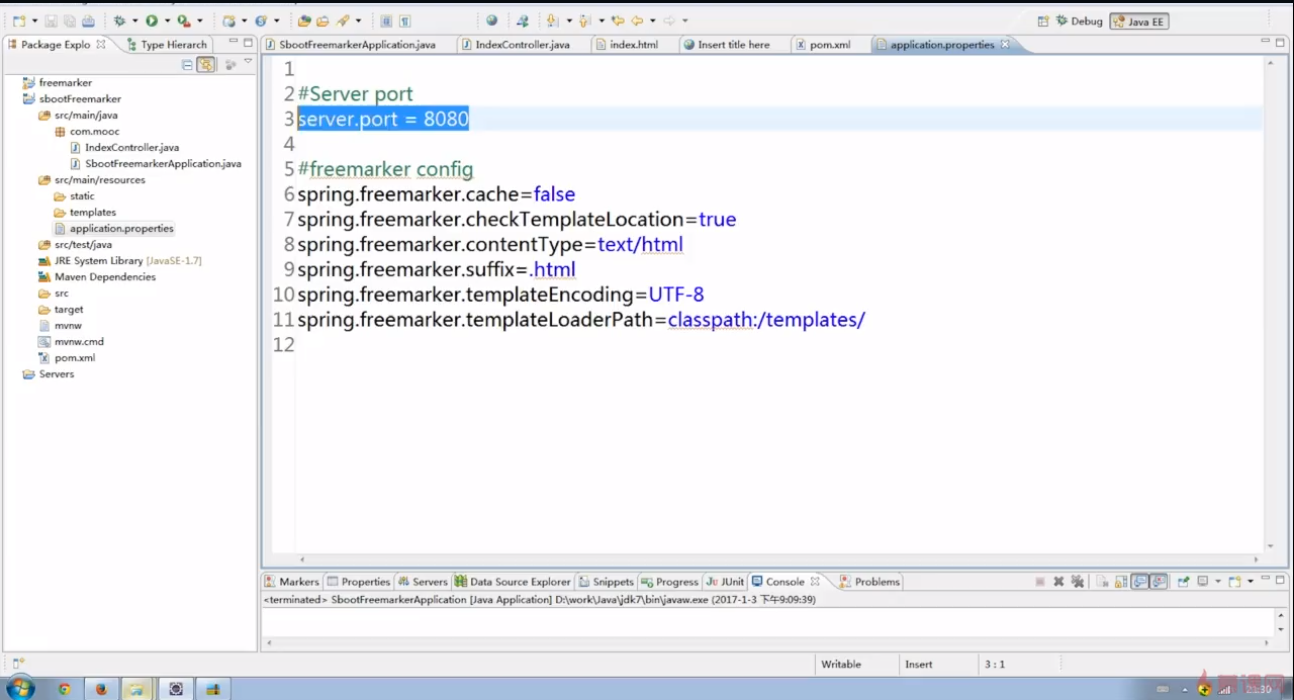 Debug
Java EE
Package Explo
Type Hierarchy
SbootFreemarkerApplication.java
IndexController.java
index.html
Insert title here
pom.xml
application.properties
freemarker
sbootFreemarker
src/main/java
com.mooc
IndexController.java
SbootFreemarkerApplication.java
src/main/resources
static
templates
application.properties
src/test/java
JRE System Library [JavaSE-1.7]
Maven Dependencies
src
target
mvnw
mvnw.cmd
pom.xml
Servers
1
2 #Server port
3 server.port = 8080
4
5 #freemarker config
6 spring.freemarker.cache=false
7 spring.freemarker.checkTemplateLocation=true
8 spring.freemarker.contentType=text/html
9 spring.freemarker.suffix=.html
10 spring.freemarker.templateEncoding=UTF-8
11 spring.freemarker.templateLoaderPath=classpath:/templates/
12
Markers
Properties
Servers
Data Source Explorer
Snippets
Progress
JUnit
Console
Problems
<terminated> SbootFreemarkerApplication [Java Application] D:\work\Java\jdk7\bin\javaw.exe (2017-1-3 下午9:09:39)
Writable
Insert
3 : 1
慕课网